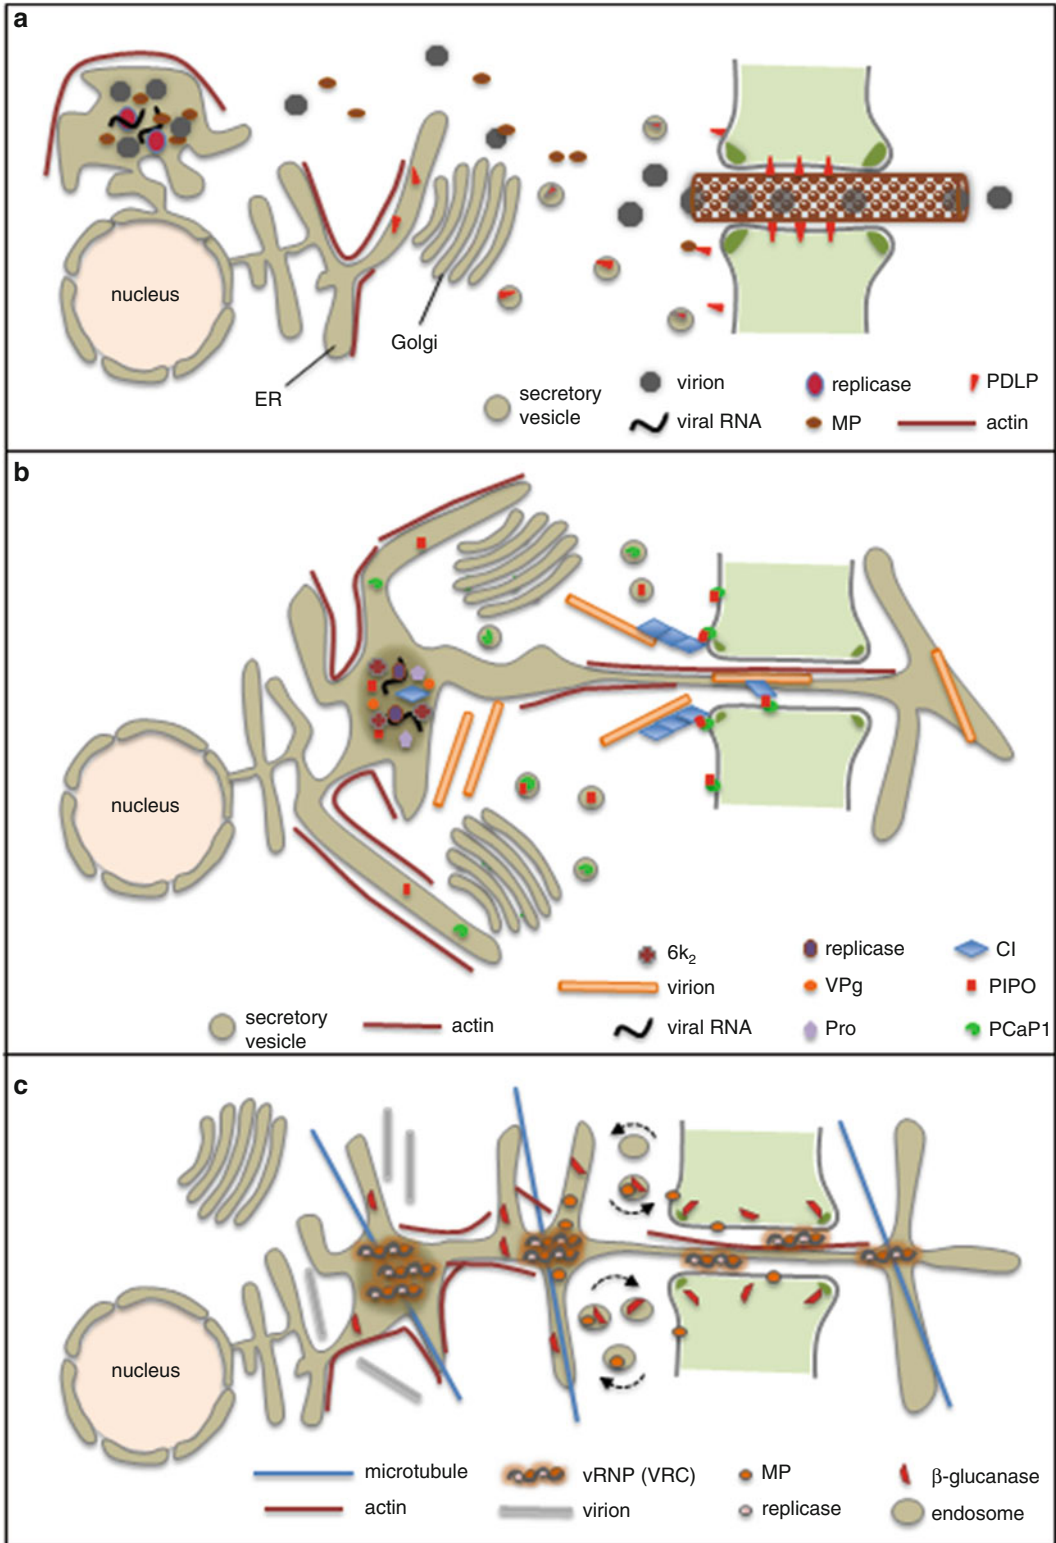 a
nucleus
Golgi
ER
secretory
vesicle
virion
replicase
PDLP
viral RNA
MP
actin
b
nucleus
6k₂
replicase
CI
virion
VPg
PIPO
secretory
vesicle
actin
viral RNA
Pro
PCaP1
c
nucleus
microtubule
vRNP (VRC)
MP
β-glucanase
actin
virion
replicase
endosome